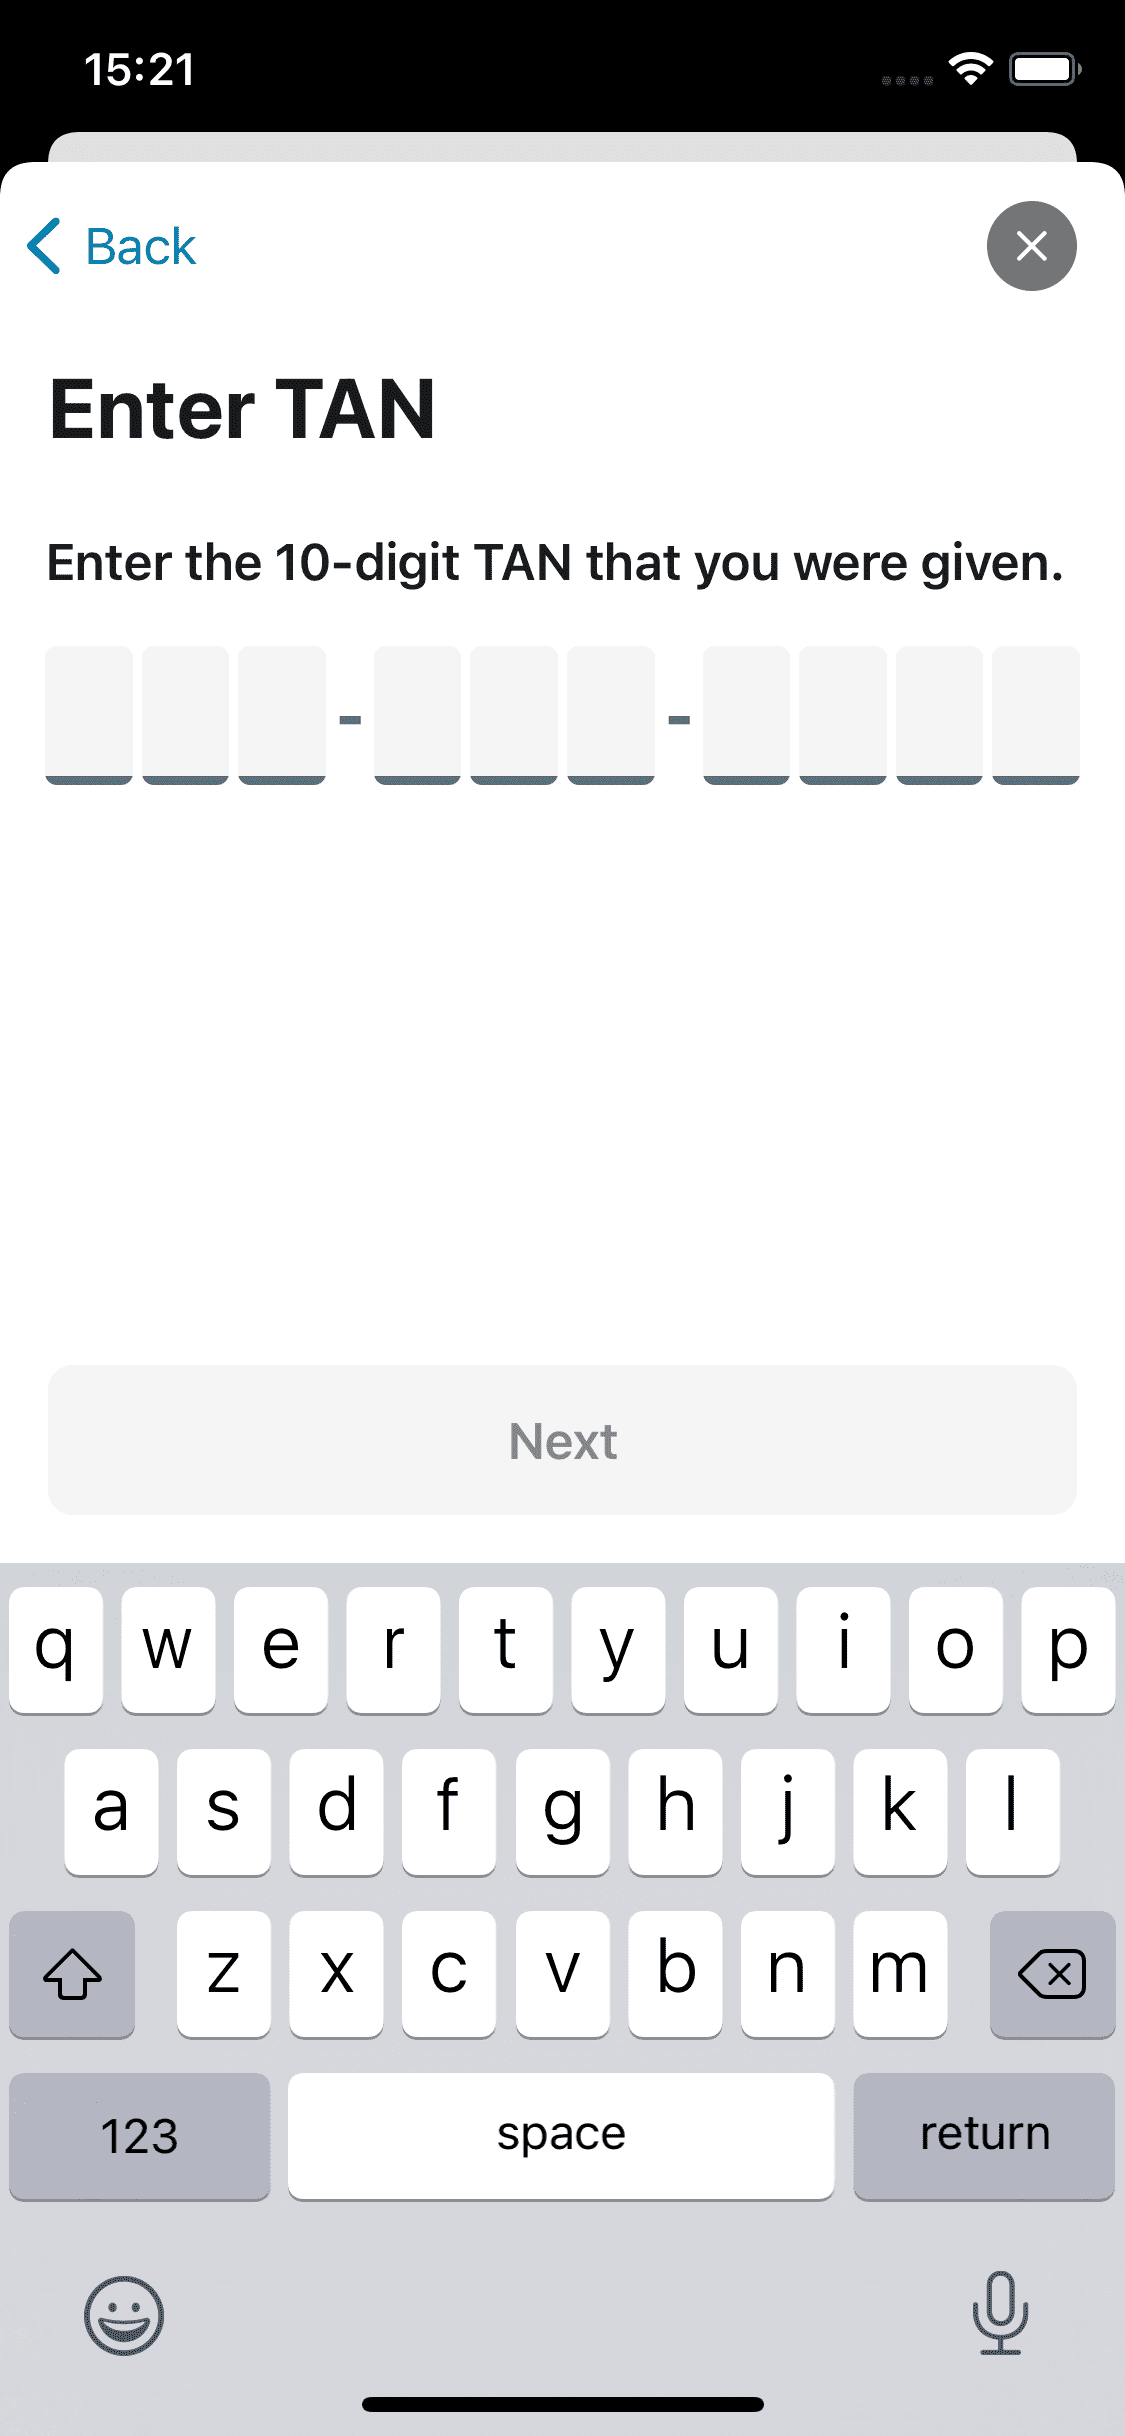 15:21
Back
Enter TAN
Enter the 10-digit TAN that you were given.
- -
Next
q w e r t y u i o p
a s d f g h j k l
z x c v b n m
123 space return